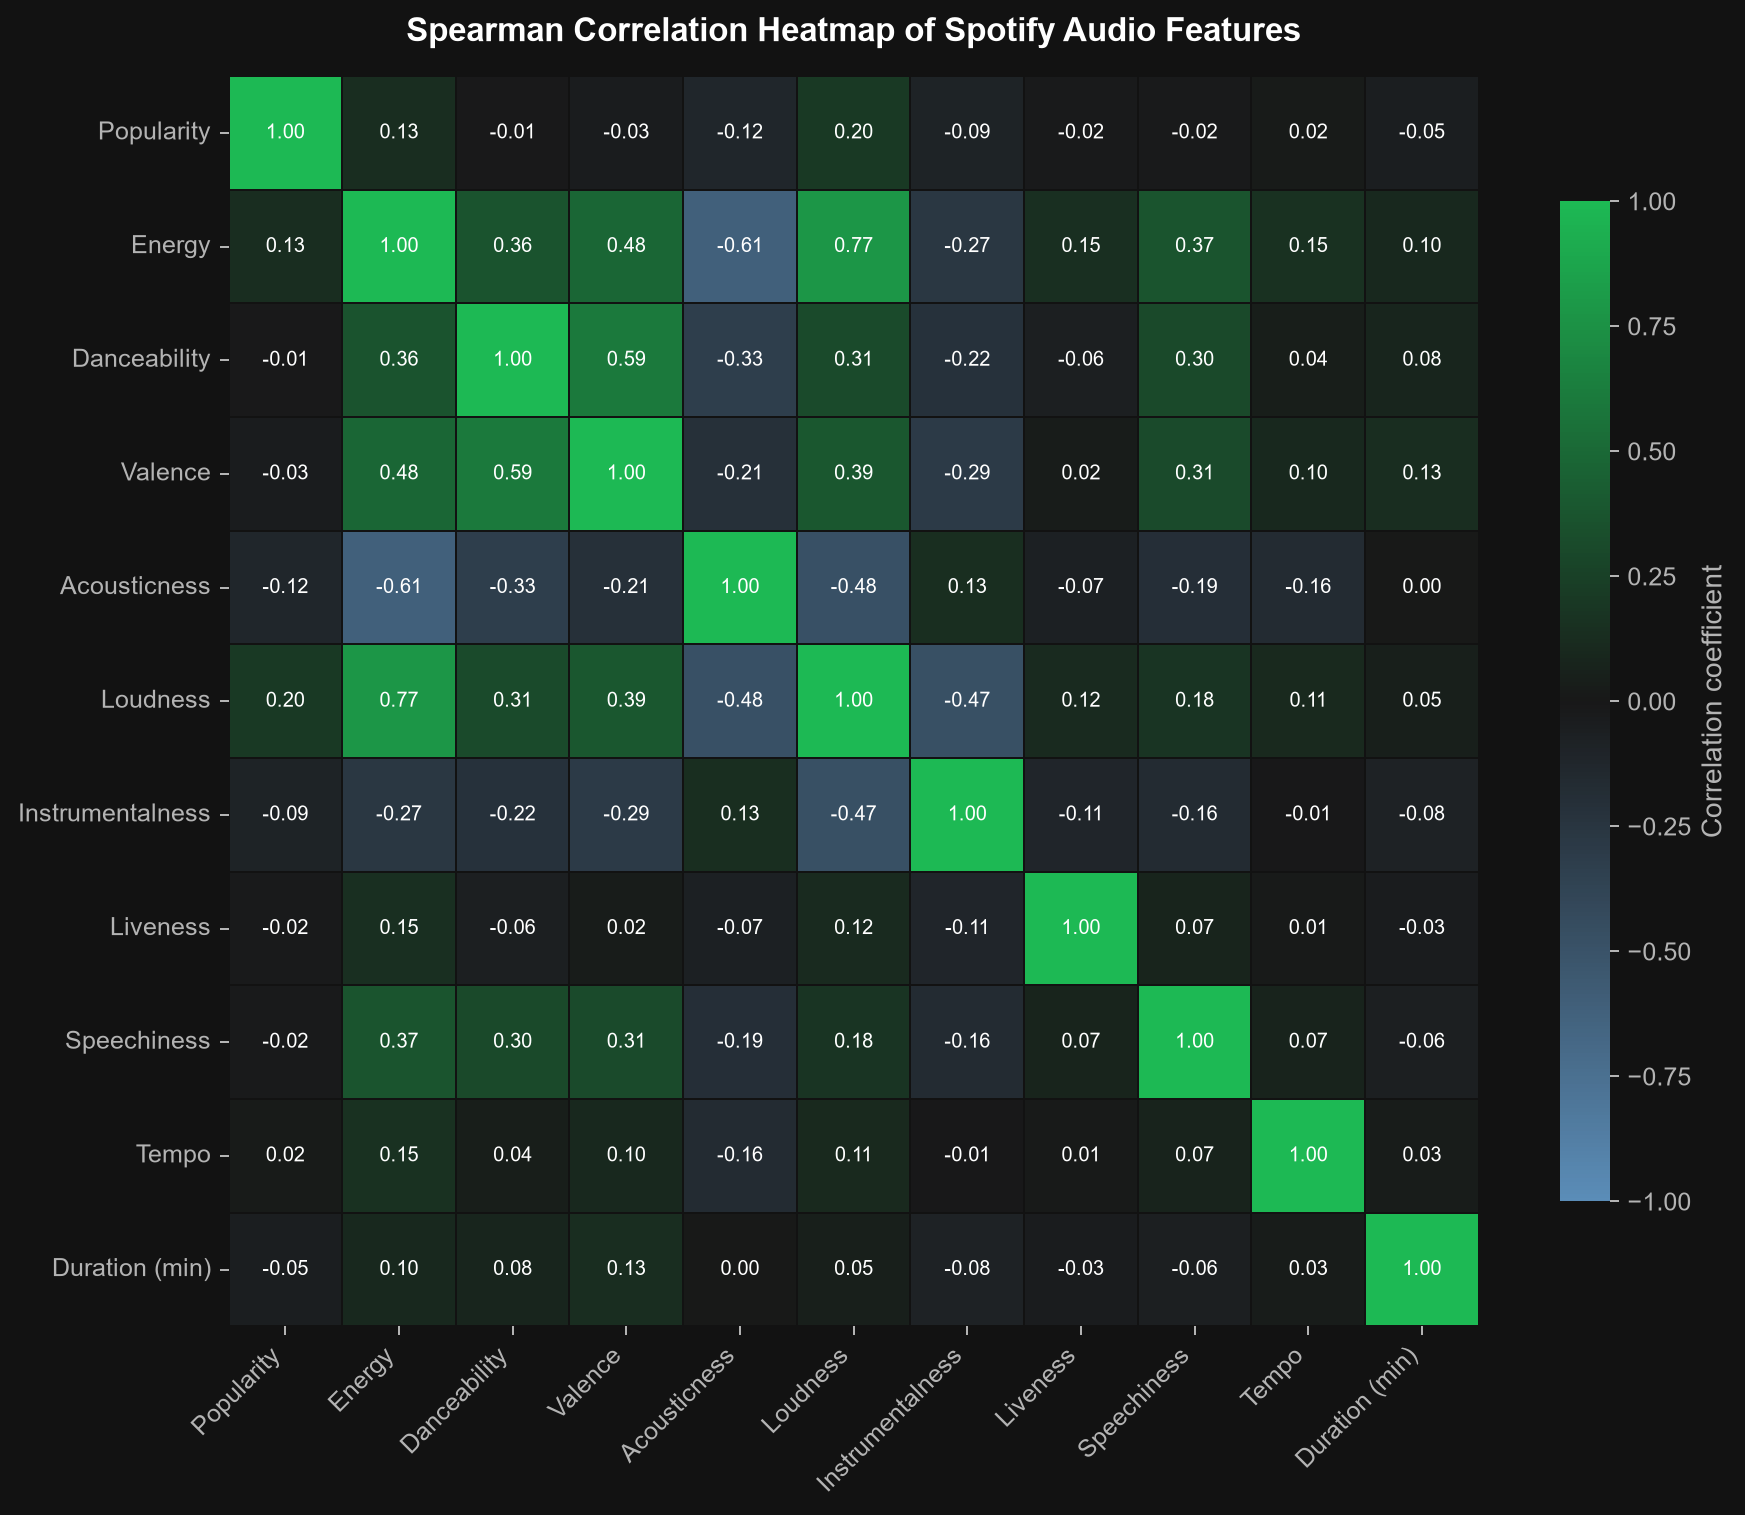 Spearman Correlation Heatmap of Spotify Audio Features
Popularity 1.00 0.13 -0.01 -0.03 -0.12 0.20 -0.09 -0.02 -0.02 0.02 -0.05
Energy 0.13 1.00 0.36 0.48 -0.61 0.77 -0.27 0.15 0.37 0.15 0.10
Danceability -0.01 0.36 1.00 0.59 -0.33 0.31 -0.22 -0.06 0.30 0.04 0.08
Valence -0.03 0.48 0.59 1.00 -0.21 0.39 -0.29 0.02 0.31 0.10 0.13
Acousticness -0.12 -0.61 -0.33 -0.21 1.00 -0.48 0.13 -0.07 -0.19 -0.16 0.00
Loudness 0.20 0.77 0.31 0.39 -0.48 1.00 -0.47 0.12 0.18 0.11 0.05
Instrumentalness -0.09 -0.27 -0.22 -0.29 0.13 -0.47 1.00 -0.11 -0.16 -0.01 -0.08
Liveness -0.02 0.15 -0.06 0.02 -0.07 0.12 -0.11 1.00 0.07 0.01 -0.03
Speechiness -0.02 0.37 0.30 0.31 -0.19 0.18 -0.16 0.07 1.00 0.07 -0.06
Tempo 0.02 0.15 0.04 0.10 -0.16 0.11 -0.01 0.01 0.07 1.00 0.03
Duration (min) -0.05 0.10 0.08 0.13 0.00 0.05 -0.08 -0.03 -0.06 0.03 1.00
Popularity
Energy
Danceability
Valence
Acousticness
Loudness
Instrumentalness
Liveness
Speechiness
Tempo
Duration (min)
1.00
0.75
0.50
0.25
0.00
−0.25
−0.50
−0.75
−1.00
Correlation coefficient